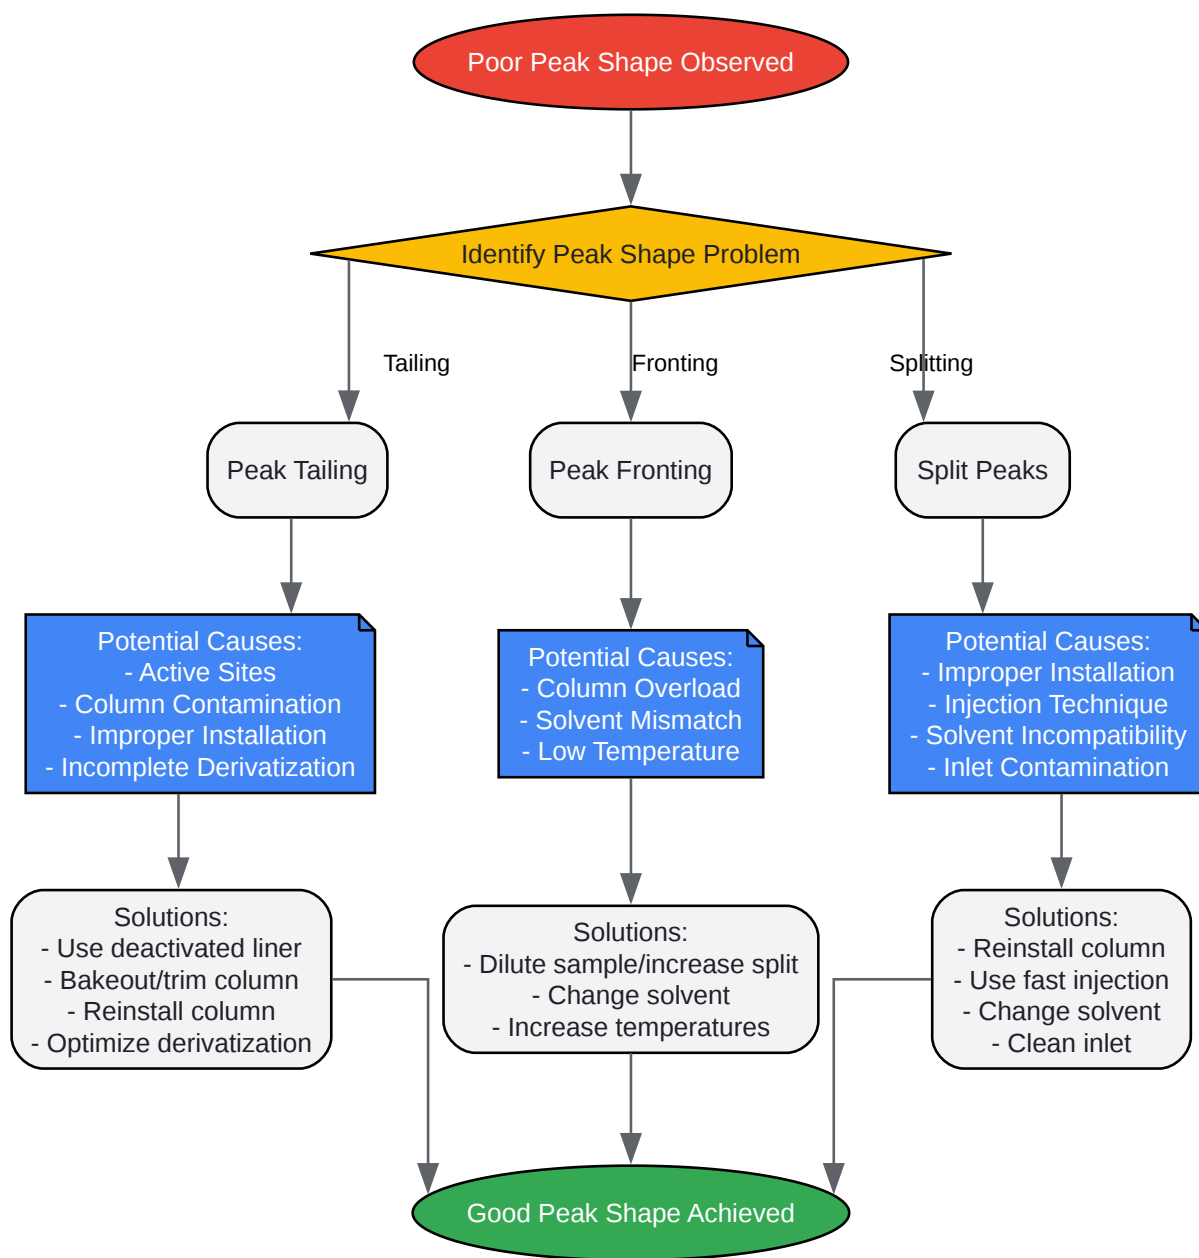 Poor Peak Shape Observed
Identify Peak Shape Problem
Tailing
Fronting
Splitting
Peak Tailing
Peak Fronting
Split Peaks
Potential Causes:
- Active Sites
- Column Contamination
- Improper Installation
- Incomplete Derivatization
Potential Causes:
- Column Overload
- Solvent Mismatch
- Low Temperature
Potential Causes:
- Improper Installation
- Injection Technique
- Solvent Incompatibility
- Inlet Contamination
Solutions:
- Use deactivated liner
- Bakeout/trim column
- Reinstall column
- Optimize derivatization
Solutions:
- Dilute sample/increase split
- Change solvent
- Increase temperatures
Solutions:
- Reinstall column
- Use fast injection
- Change solvent
- Clean inlet
Good Peak Shape Achieved